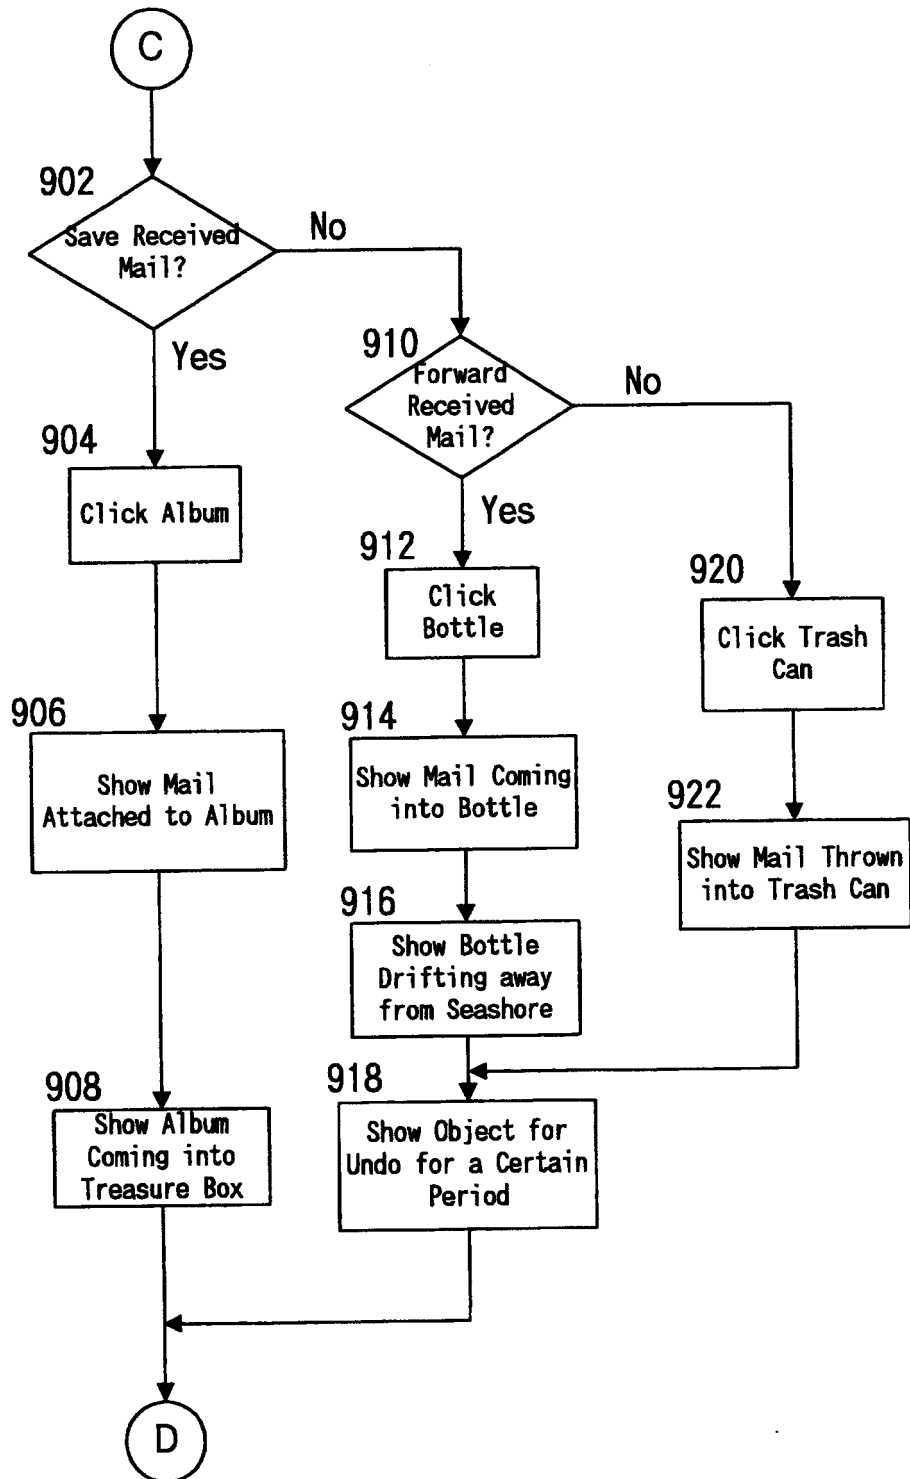 C
902
Save Received
Mail?
No
Yes
910
Forward
Received
Mail?
No
Yes
904
Click Album
912
Click
Bottle
920
Click Trash
Can
906
Show Mail
Attached to Album
914
Show Mail Coming
into Bottle
922
Show Mail Thrown
into Trash Can
916
Show Bottle
Drifting away
from Seashore
908
Show Album
Coming into
Treasure Box
918
Show Object for
Undo for a Certain
Period
D